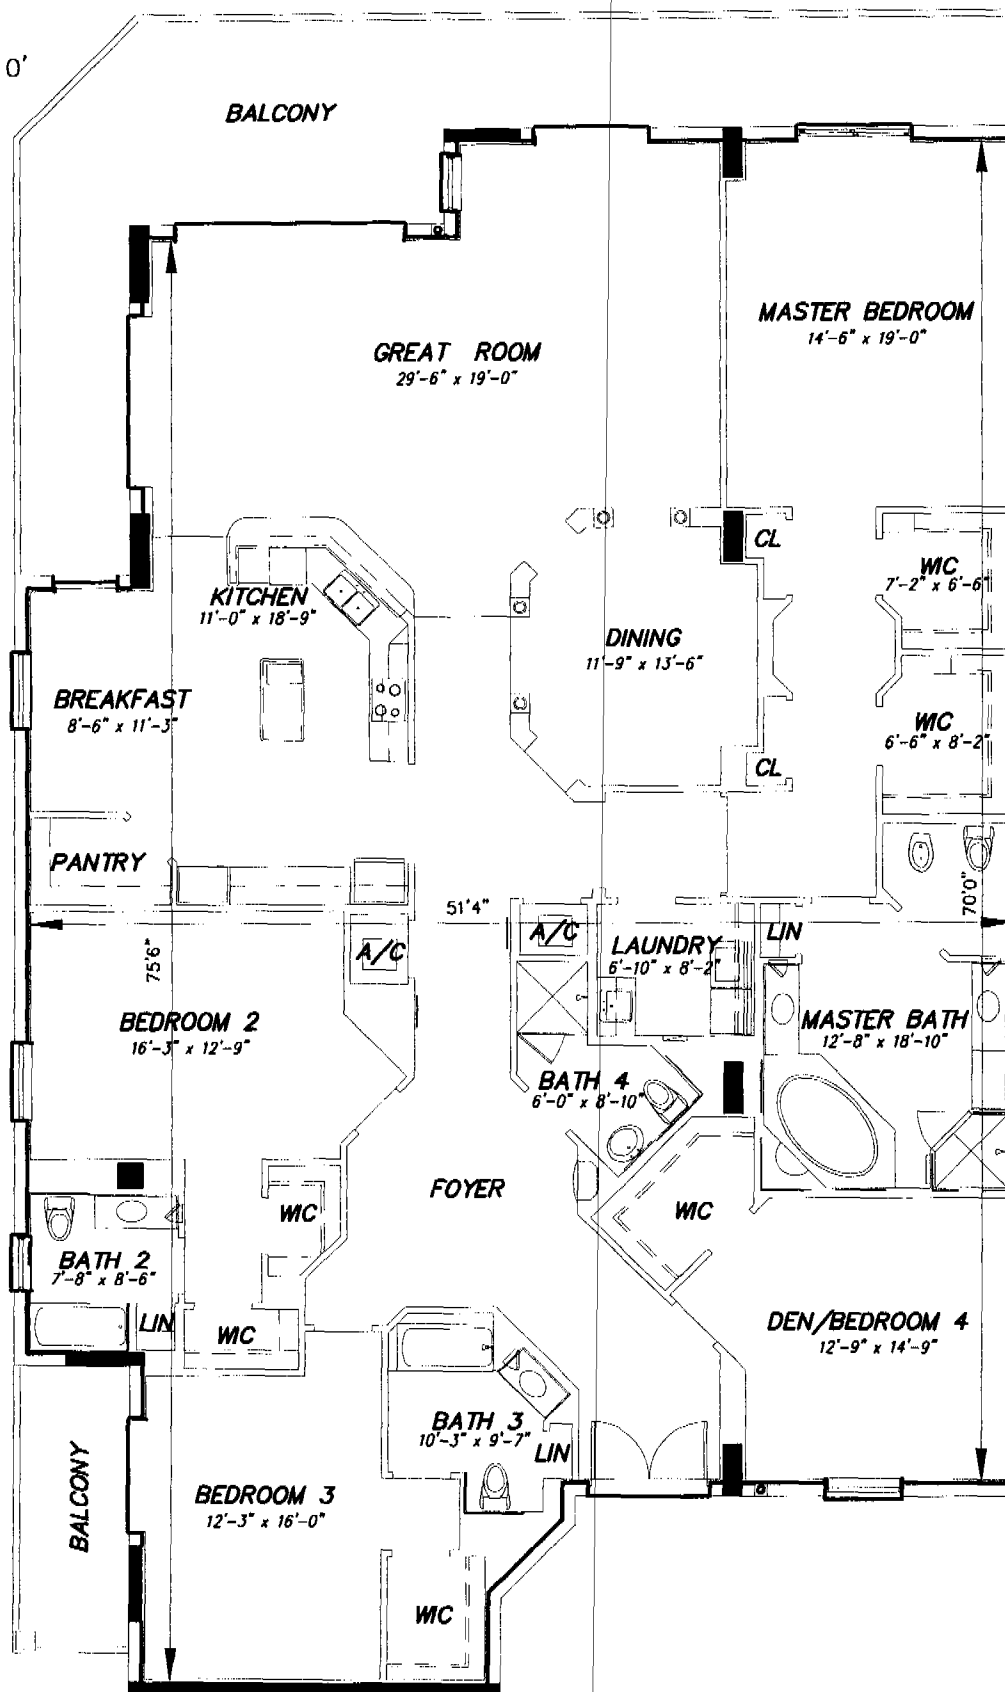 0'
BALCONY
MASTER BEDROOM
14'-6" x 19'-0"
GREAT ROOM
29'-6" x 19'-0"
CL
WIC
7'-2" x 6'-6"
KITCHEN
11'-0" x 18'-9"
DINING
11'-9" x 13'-6"
BREAKFAST
8'-6" x 11'-3"
WIC
6'-6" x 8'-2"
CL
PANTRY
51'4"
70'0"
75'6"
A/C
A/C
LAUNDRY
6'-10" x 8'-2"
LIN
BEDROOM 2
16'-3" x 12'-9"
MASTER BATH
12'-8" x 18'-10"
BATH 4
6'-0" x 8'-10"
FOYER
WIC
WIC
BATH 2
7'-8" x 8'-6"
LIN
WIC
DEN/BEDROOM 4
12'-9" x 14'-9"
BATH 3
10'-3" x 9'-7"
LIN
BALCONY
BEDROOM 3
12'-3" x 16'-0"
WIC